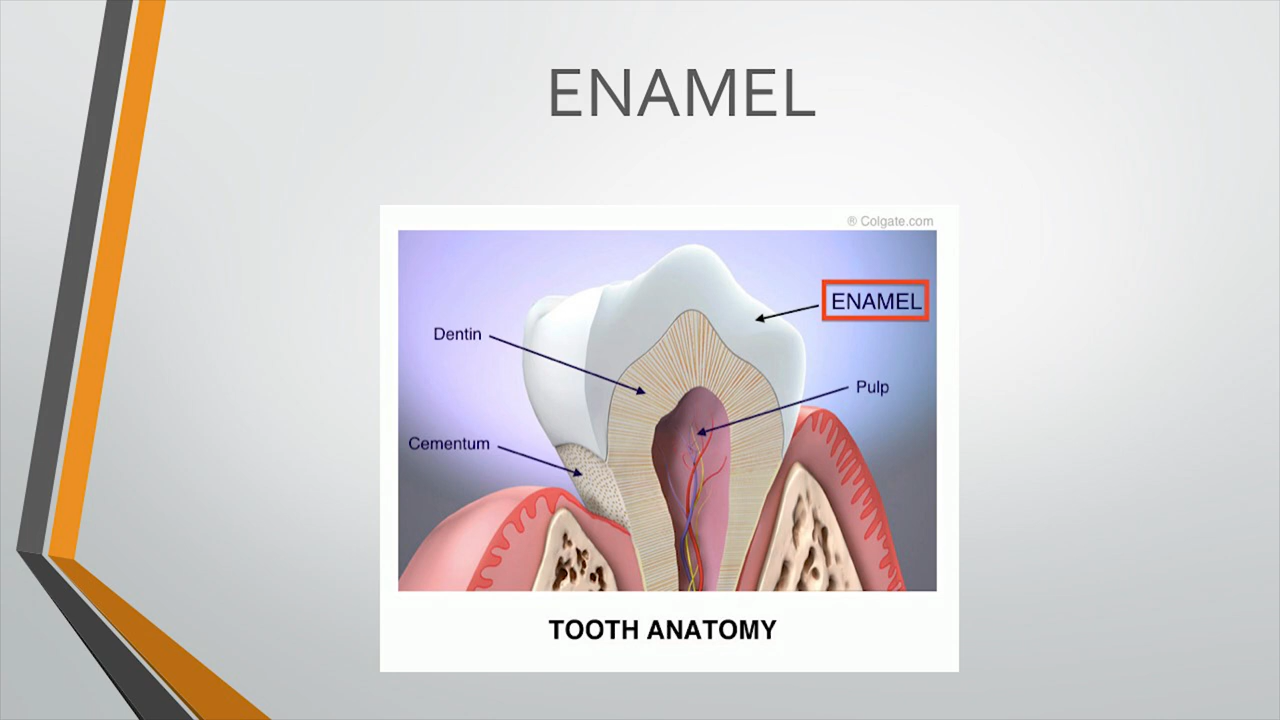 ENAMEL
® Colgate.com
ENAMEL
Dentin
Pulp
Cementum
TOOTH ANATOMY